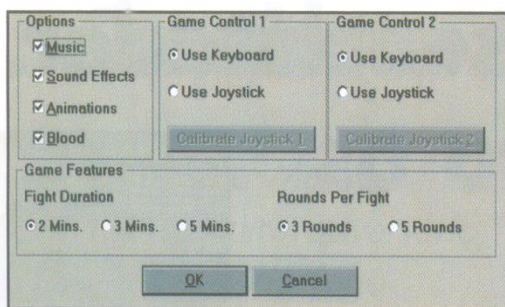 Options
Music
Sound Effects
Animations
Blood
Game Control 1
Use Keyboard
Use Joystick
Calibrate Joystick 1
Game Control 2
Use Keyboard
Use Joystick
Calibrate Joystick 2
Game Features
Fight Duration
2 Mins. 3 Mins. 5 Mins.
Rounds Per Fight
3 Rounds 5 Rounds
OK Cancel